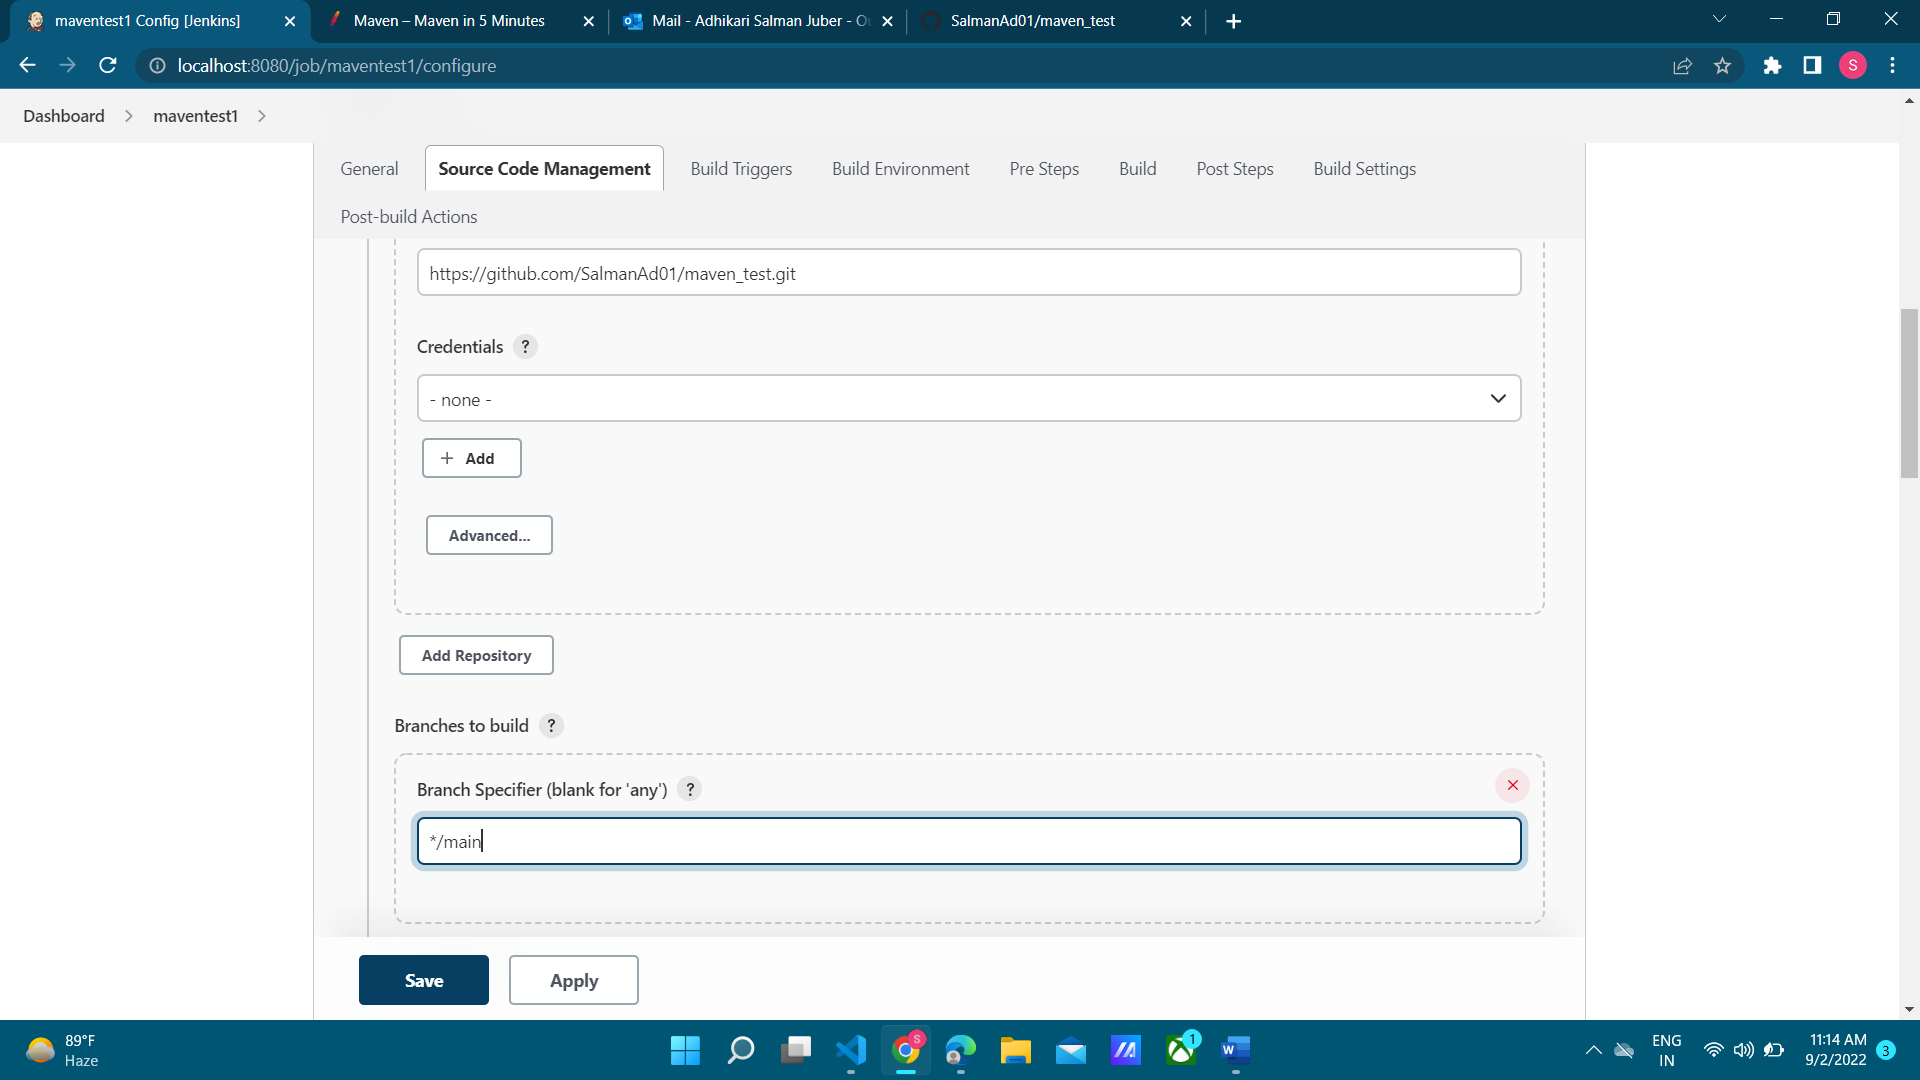 maventest1 Config [Jenkins]
Maven – Maven in 5 Minutes
Mail - Adhikari Salman Juber - Ou
SalmanAd01/maven_test
localhost:8080/job/maventest1/configure
S
Dashboard
maventest1
General
Source Code Management
Build Triggers
Build Environment
Pre Steps
Build
Post Steps
Build Settings
Post-build Actions
https://github.com/SalmanAd01/maven_test.git
Credentials ?
- none -
+ Add
Advanced...
Add Repository
Branches to build ?
Branch Specifier (blank for 'any') ?
*/main
Save
Apply
89°F
Haze
S
1
W
ENG
IN
11:14 AM
9/2/2022
3